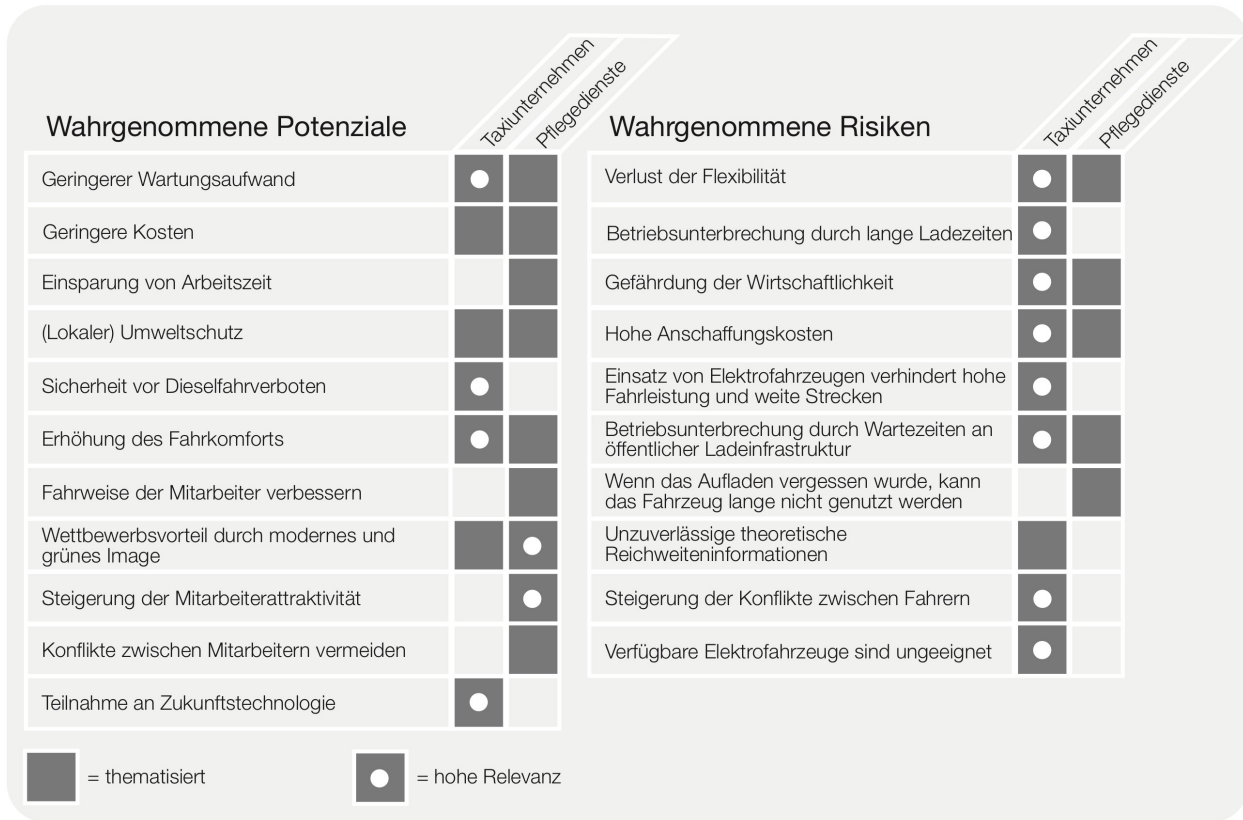 Wahrgenommene Potenziale
Taxiunternehmen
Pflegedienste
Geringerer Wartungsaufwand
Geringere Kosten
Einsparung von Arbeitszeit
(Lokaler) Umweltschutz
Sicherheit vor Dieselfahrverboten
Erhöhung des Fahrkomforts
Fahrweise der Mitarbeiter verbessern
Wettbewerbsvorteil durch modernes und
grünes Image
Steigerung der Mitarbeiterattraktivität
Konflikte zwischen Mitarbeitern vermeiden
Teilnahme an Zukunftstechnologie
Wahrgenommene Risiken
Taxiunternehmen
Pflegedienste
Verlust der Flexibilität
Betriebsunterbrechung durch lange Ladezeiten
Gefährdung der Wirtschaftlichkeit
Hohe Anschaffungskosten
Einsatz von Elektrofahrzeugen verhindert hohe
Fahrleistung und weite Strecken
Betriebsunterbrechung durch Wartezeiten an
öffentlicher Ladeinfrastruktur
Wenn das Aufladen vergessen wurde, kann
das Fahrzeug lange nicht genutzt werden
Unzuverlässige theoretische
Reichweiteninformationen
Steigerung der Konflikte zwischen Fahrern
Verfügbare Elektrofahrzeuge sind ungeeignet
= thematisiert
= hohe Relevanz